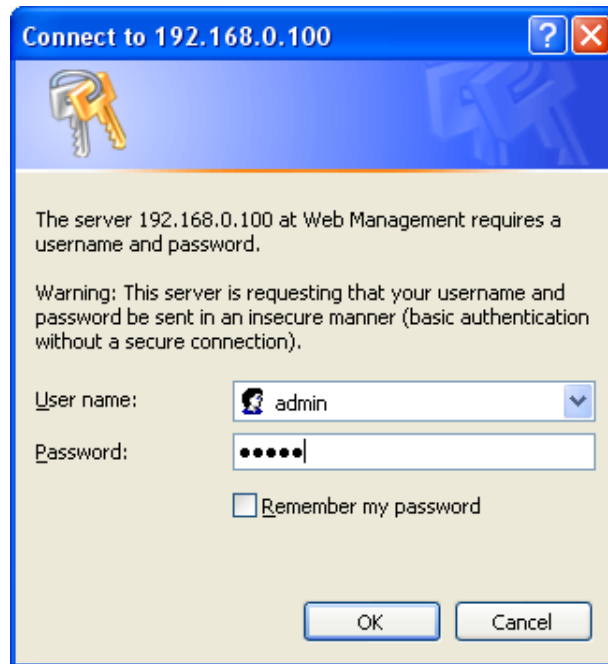 Connect to 192.168.0.100
The server 192.168.0.100 at Web Management requires a
username and password.
Warning: This server is requesting that your username and
password be sent in an insecure manner (basic authentication
without a secure connection).
User name:
admin
Password:
•••••
Remember my password
OK
Cancel